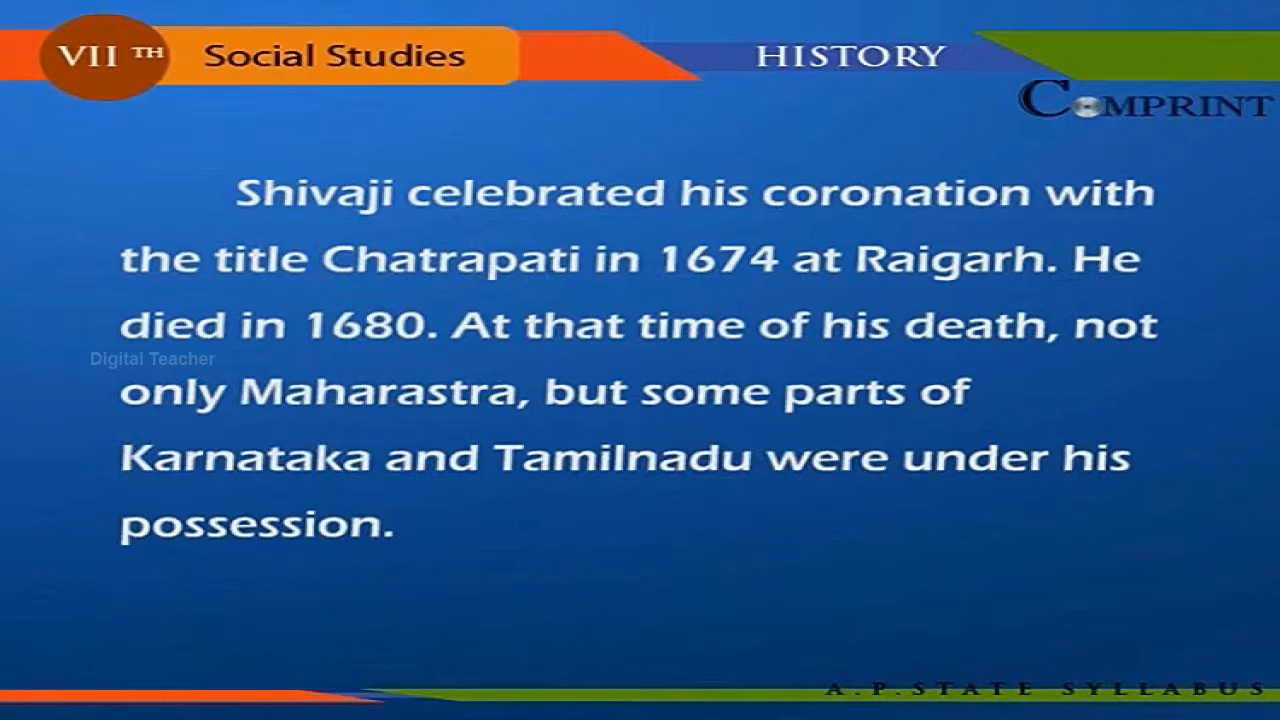 VII TH Social Studies HISTORY
COMPRINT
Shivaji celebrated his coronation with
the title Chatrapati in 1674 at Raigarh. He
died in 1680. At that time of his death, not
Digital Teacher
only Maharastra, but some parts of
Karnataka and Tamilnadu were under his
possession.
A.P.STATE SYLLABUS